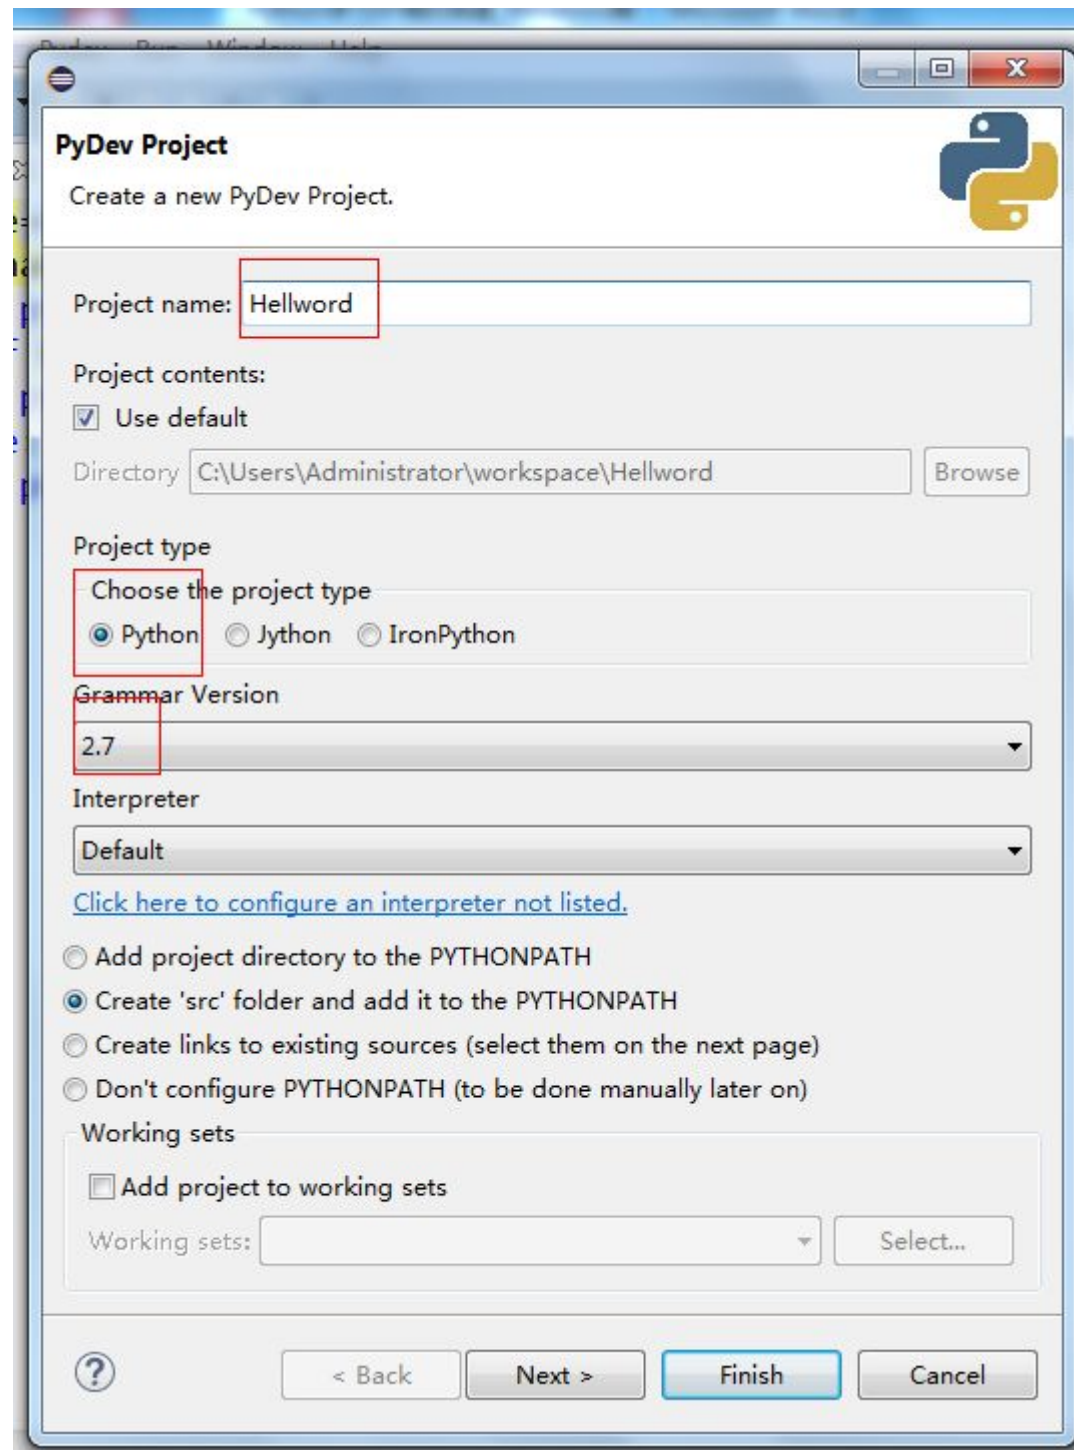 Pydev Run Window Help
PyDev Project
Create a new PyDev Project.
Project name: Hellword
Project contents:
Use default
Directory C:\Users\Administrator\workspace\Hellword Browse
Project type
Choose the project type
Python Jython IronPython
Grammar Version
2.7
Interpreter
Default
Click here to configure an interpreter not listed.
Add project directory to the PYTHONPATH
Create 'src' folder and add it to the PYTHONPATH
Create links to existing sources (select them on the next page)
Don't configure PYTHONPATH (to be done manually later on)
Working sets
Add project to working sets
Working sets: Select...
? < Back Next > Finish Cancel